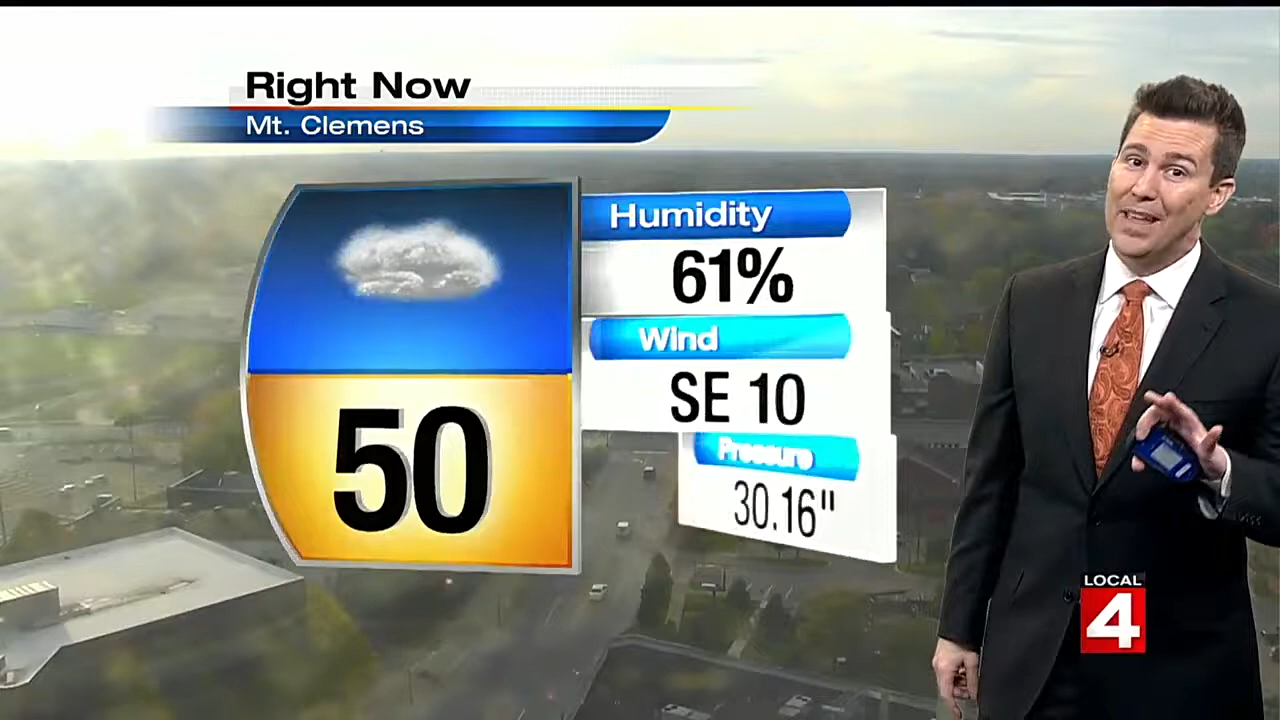 Right Now
Mt. Clemens
Humidity
61%
Wind
SE 10
50
Pressure
30.16"
LOCAL
4